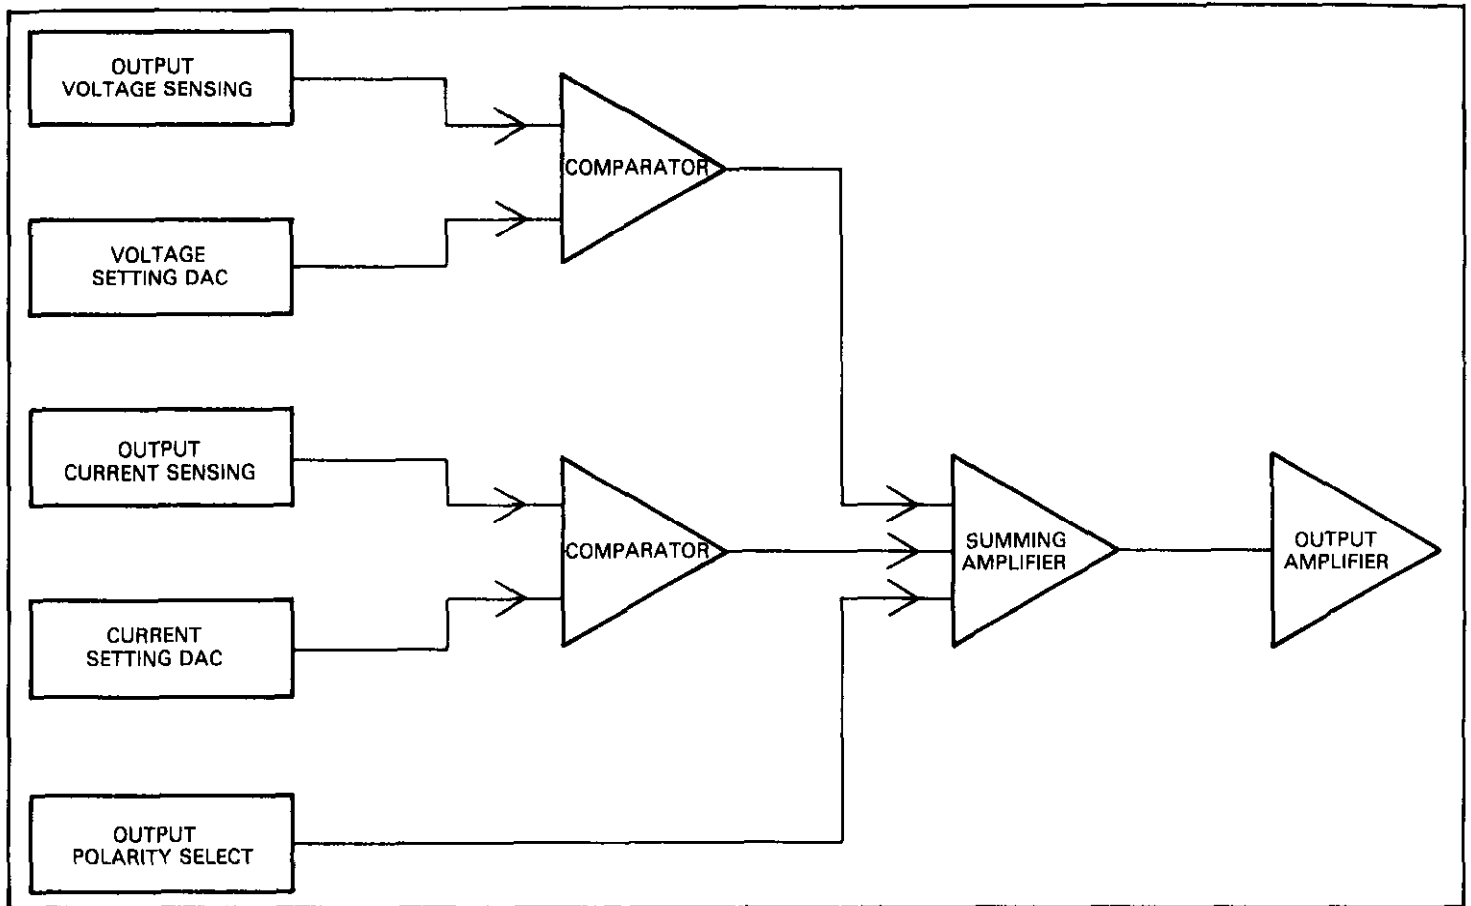 OUTPUT
VOLTAGE SENSING
COMPARATOR
VOLTAGE
SETTING DAC
OUTPUT
CURRENT SENSING
COMPARATOR
SUMMING
AMPLIFIER
OUTPUT
AMPLIFIER
CURRENT
SETTING DAC
OUTPUT
POLARITY SELECT